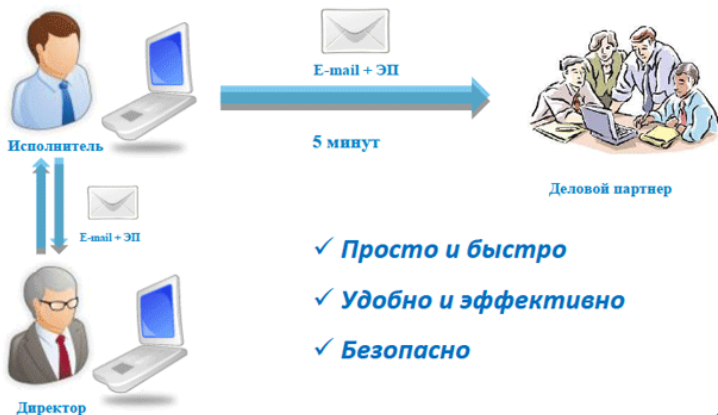 E-mail + ЭП
Исполнитель
5 минут
Деловой партнер
E-mail + ЭП
✓ Просто и быстро
✓ Удобно и эффективно
✓ Безопасно
Директор